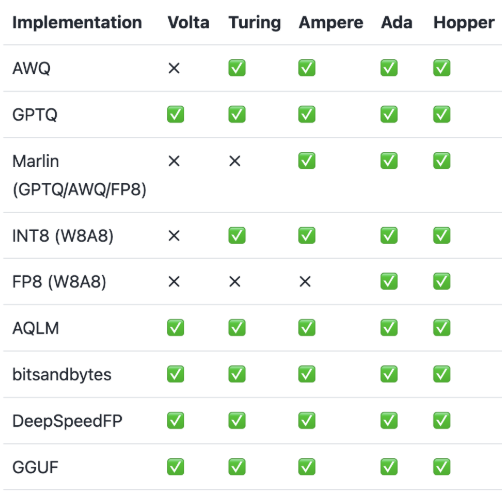 Implementation Volta Turing Ampere Ada Hopper
AWQ ✗ ✅ ✅ ✅ ✅
GPTQ ✅ ✅ ✅ ✅ ✅
Marlin ✗ ✗ ✅ ✅ ✅
(GPTQ/AWQ/FP8)
INT8 (W8A8) ✗ ✅ ✅ ✅ ✅
FP8 (W8A8) ✗ ✗ ✗ ✅ ✅
AQLM ✅ ✅ ✅ ✅ ✅
bitsandbytes ✅ ✅ ✅ ✅ ✅
DeepSpeedFP ✅ ✅ ✅ ✅ ✅
GGUF ✅ ✅ ✅ ✅ ✅